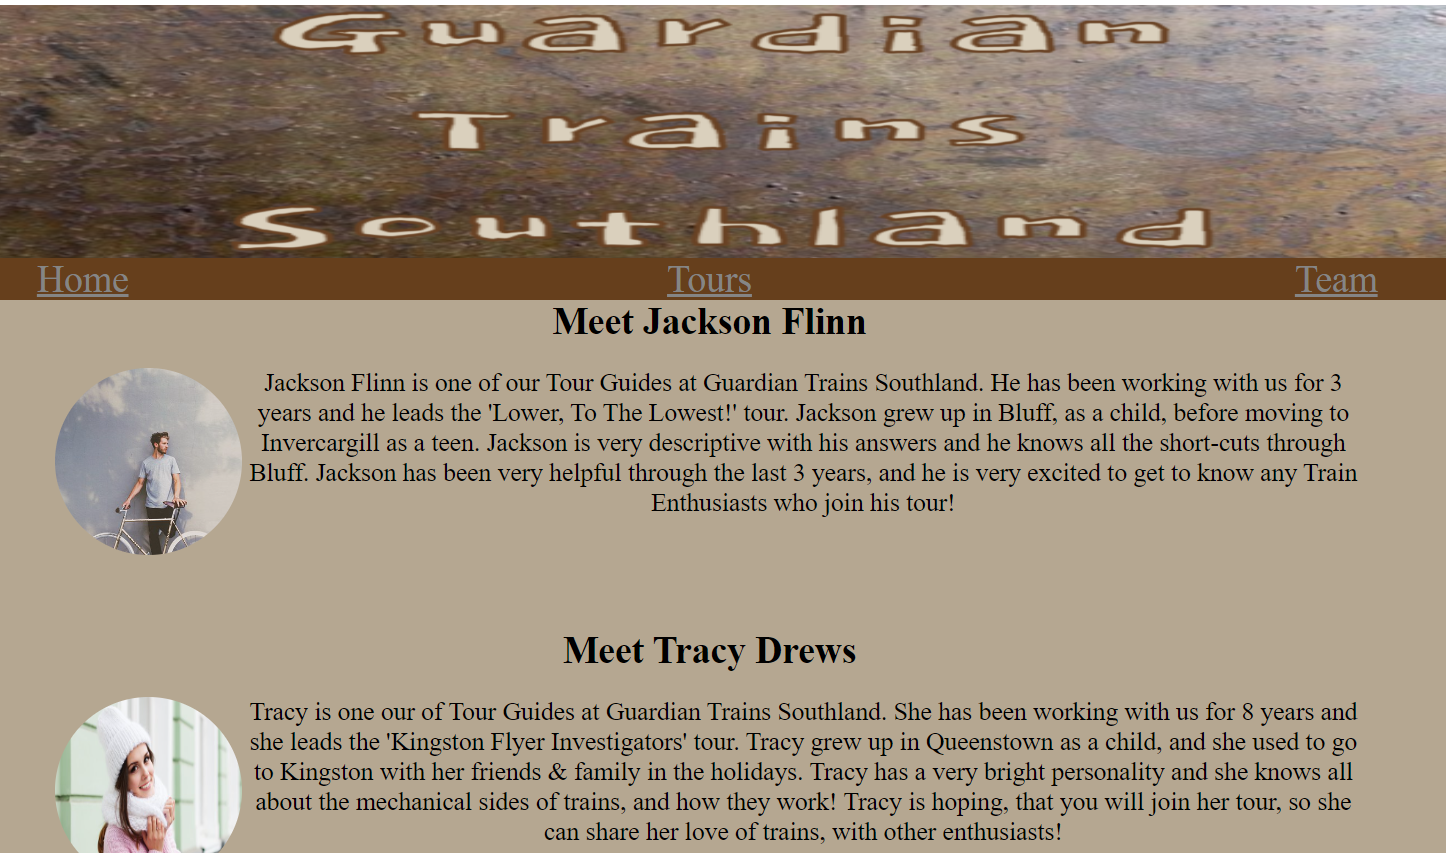 Guardian
Trains
Southland
Home Tours Team
Meet Jackson Flinn
Jackson Flinn is one of our Tour Guides at Guardian Trains Southland. He has been working with us for 3
years and he leads the 'Lower, To The Lowest!' tour. Jackson grew up in Bluff, as a child, before moving to
Invercargill as a teen. Jackson is very descriptive with his answers and he knows all the short-cuts through
Bluff. Jackson has been very helpful through the last 3 years, and he is very excited to get to know any Train
Enthusiasts who join his tour!
Meet Tracy Drews
Tracy is one our of Tour Guides at Guardian Trains Southland. She has been working with us for 8 years and
she leads the 'Kingston Flyer Investigators' tour. Tracy grew up in Queenstown as a child, and she used to go
to Kingston with her friends & family in the holidays. Tracy has a very bright personality and she knows all
about the mechanical sides of trains, and how they work! Tracy is hoping, that you will join her tour, so she
can share her love of trains, with other enthusiasts!